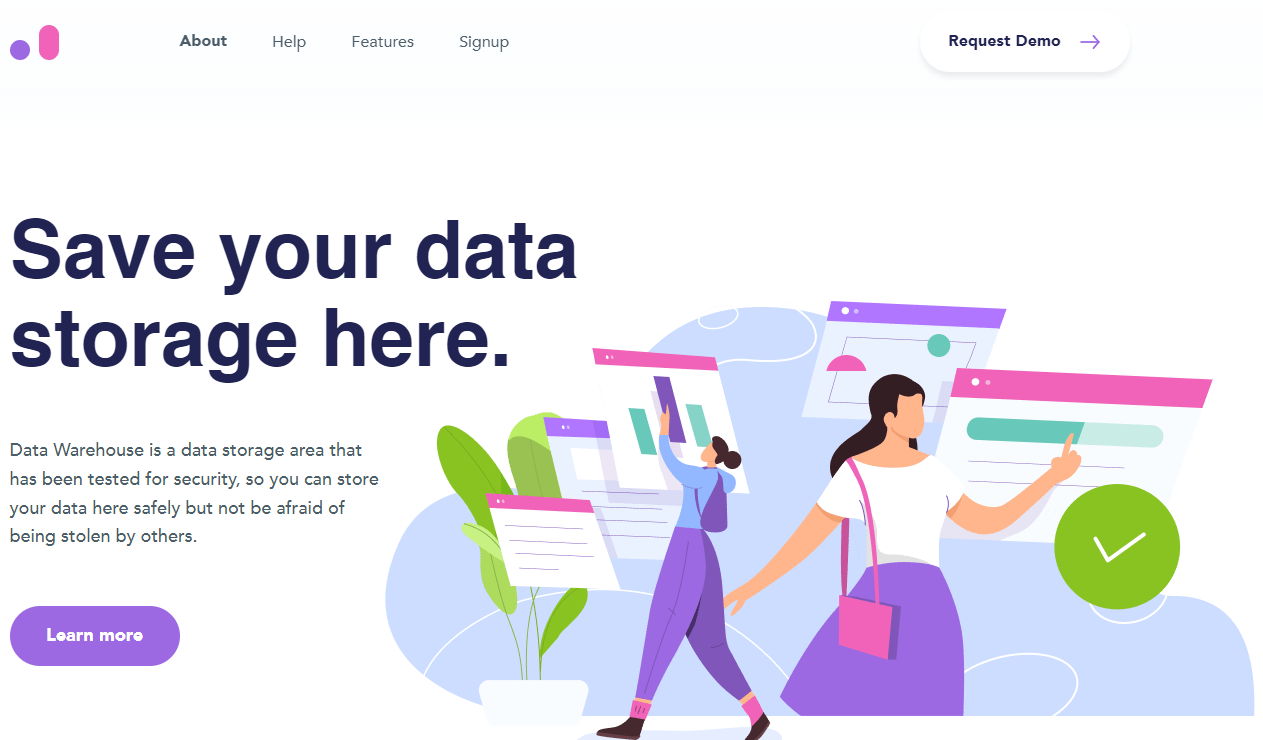 About Help Features Signup Request Demo
Save your data
storage here.
Data Warehouse is a data storage area that
has been tested for security, so you can store
your data here safely but not be afraid of
being stolen by others.
Learn more